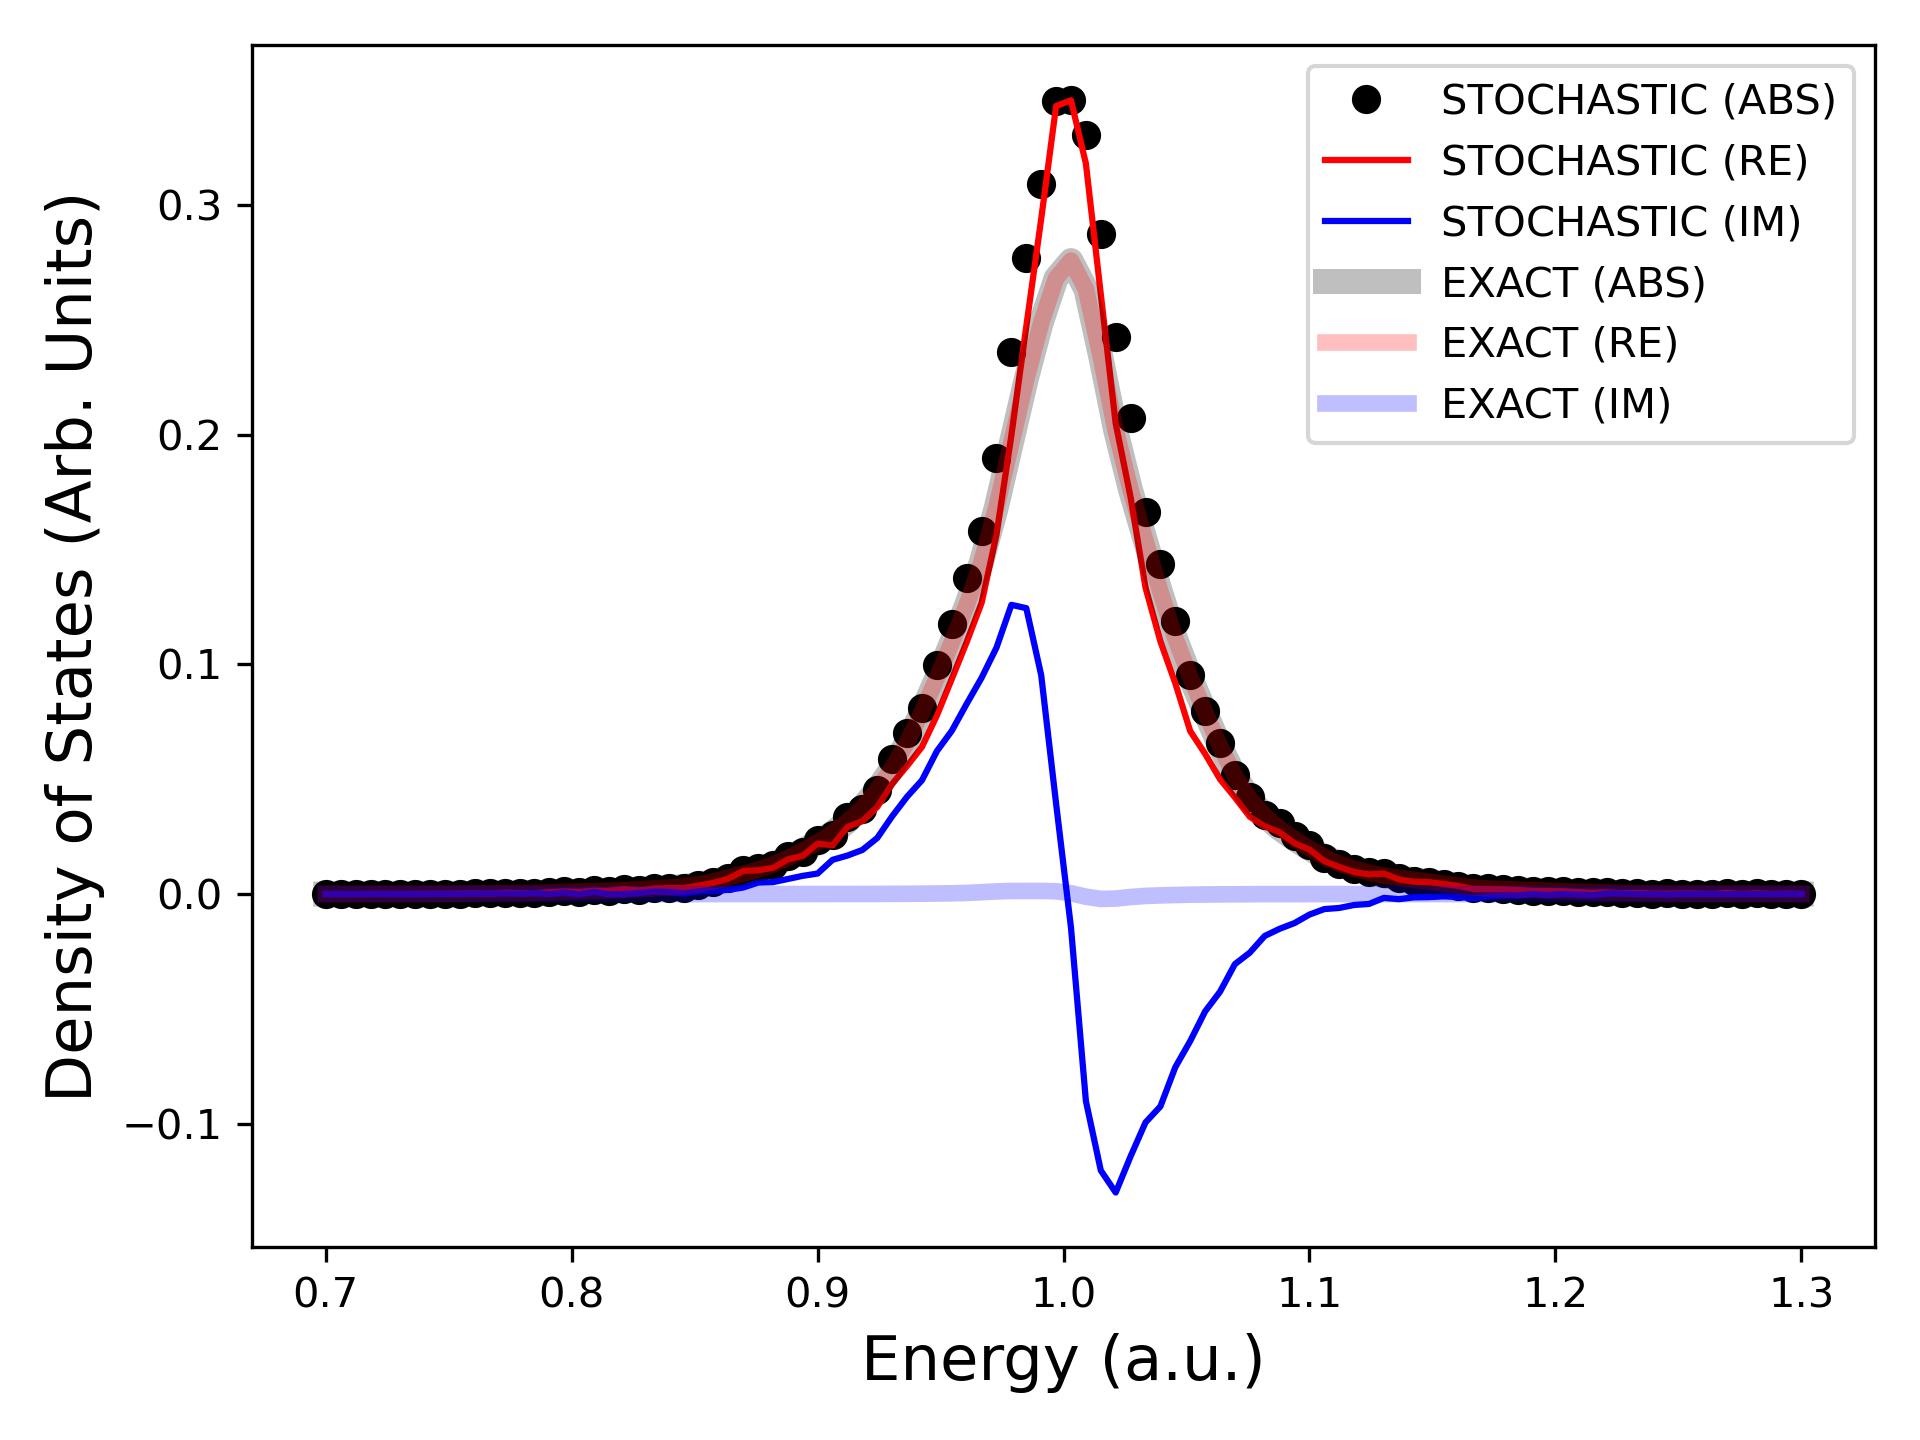 Density of States (Arb. Units)
0.3
0.2
0.1
0.0
−0.1
STOCHASTIC (ABS)
STOCHASTIC (RE)
STOCHASTIC (IM)
EXACT (ABS)
EXACT (RE)
EXACT (IM)
0.7 0.8 0.9 1.0 1.1 1.2 1.3
Energy (a.u.)